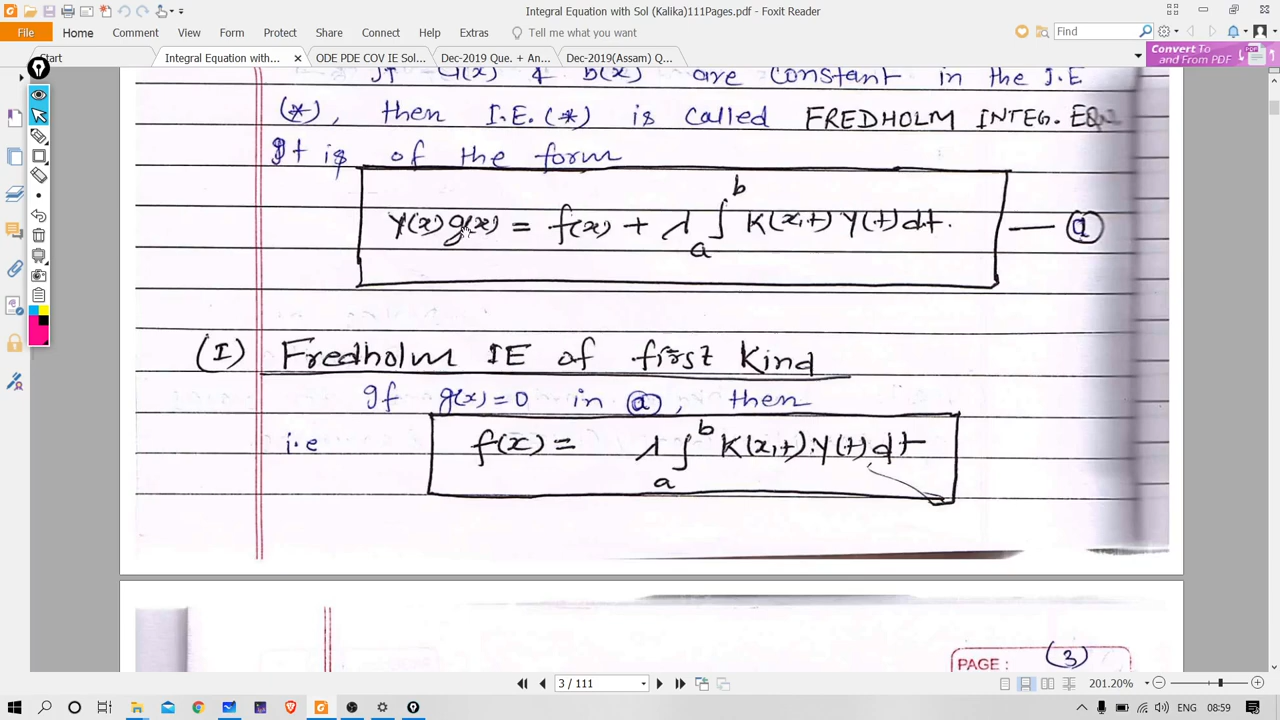 Integral Equation with Sol (Kalika)111Pages.pdf - Foxit Reader
File Home Comment View Form Protect Share Connect Help Extras Tell me what you want... Find
Start Integral Equation with... ODE PDE COV IE Sol... Dec-2019 Que. + An... Dec-2019(Assam) Q... Convert To and From PDF
b(x) are constant in the I.E
(*), then I.E.(*) is called FREDHOLM INTEG. EQN
It is of the form
y(x)g(x) = f(x) + λ ∫_a^b K(x,t) y(t)dt. — (a)
(I) Fredholm IE of first Kind
If g(x)=0 in (a), then
i.e f(x) = λ ∫_a^b K(x,t).y(t)dt
PAGE: (3)
3 / 111 201.20%
ENG 08:59